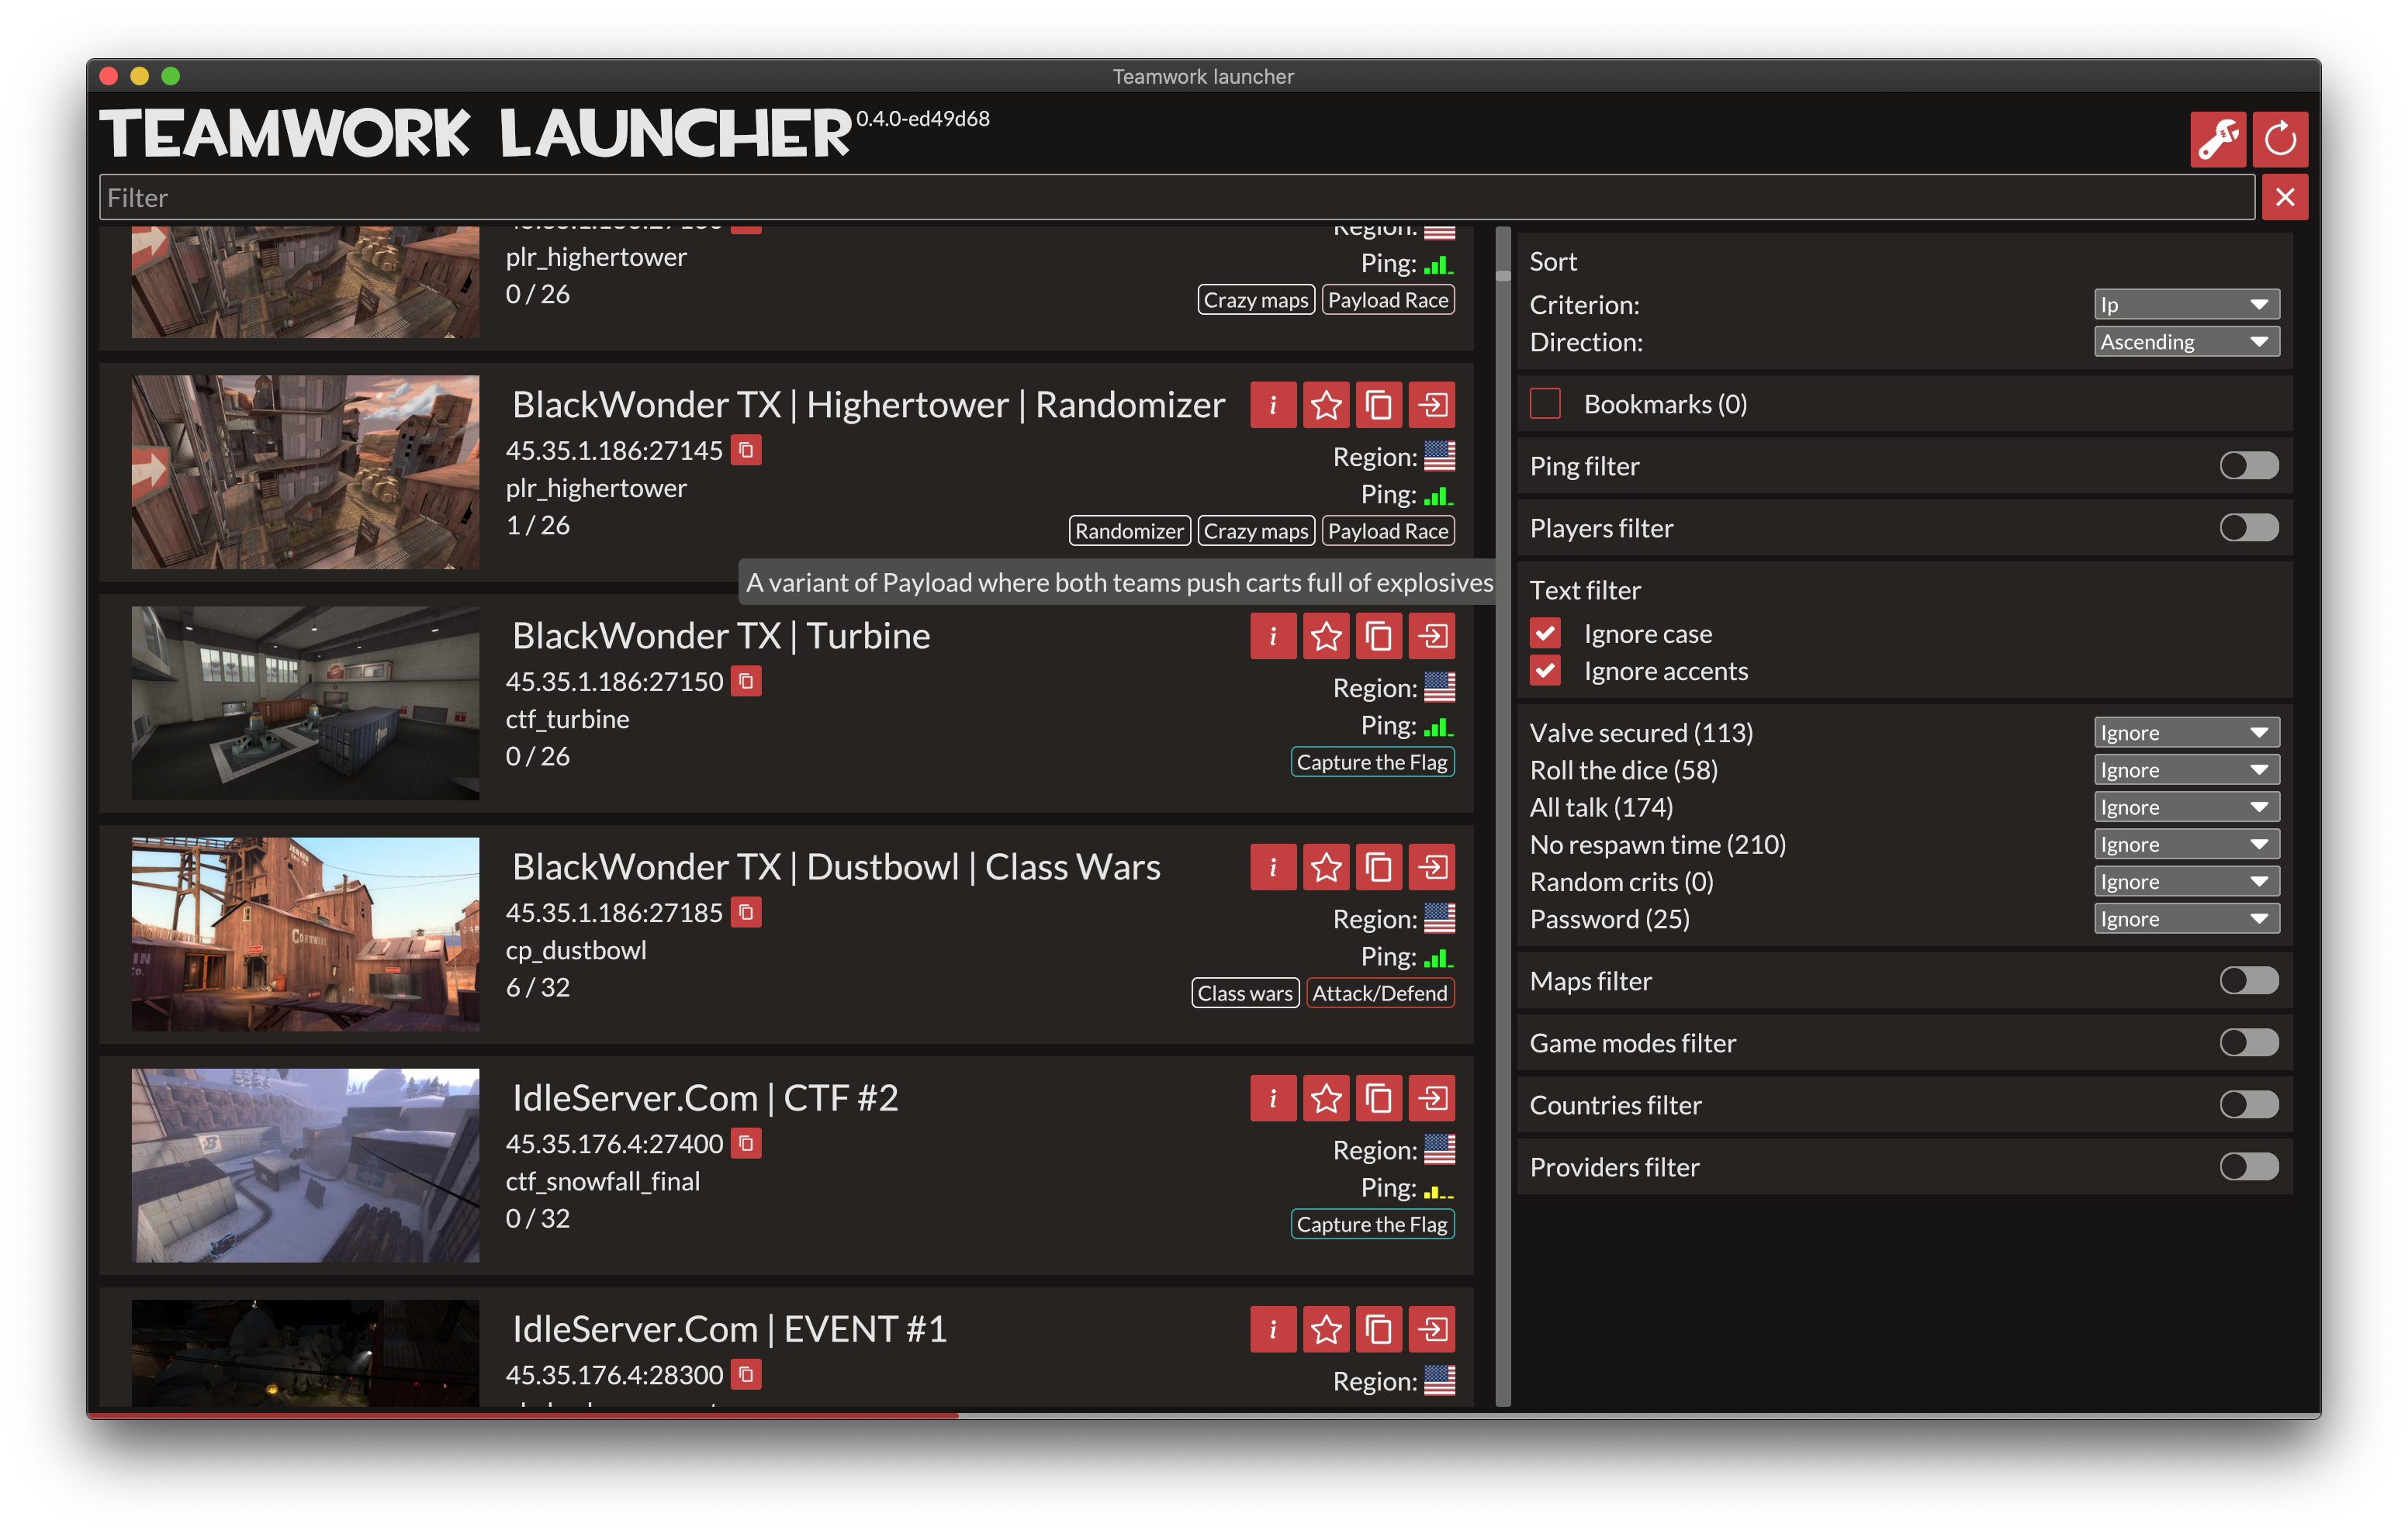 Teamwork launcher
TEAMWORK LAUNCHER 0.4.0-ed49d68
Filter
Region:
plr_highertower
Ping:
0 / 26
Crazy maps
Payload Race
BlackWonder TX | Highertower | Randomizer
45.35.1.186:27145
Region:
plr_highertower
Ping:
1 / 26
Randomizer
Crazy maps
Payload Race
A variant of Payload where both teams push carts full of explosives
BlackWonder TX | Turbine
45.35.1.186:27150
Region:
ctf_turbine
Ping:
0 / 26
Capture the Flag
BlackWonder TX | Dustbowl | Class Wars
45.35.1.186:27185
Region:
cp_dustbowl
Ping:
6 / 32
Class wars
Attack/Defend
IdleServer.Com | CTF #2
45.35.176.4:27400
Region:
ctf_snowfall_final
Ping:
0 / 32
Capture the Flag
IdleServer.Com | EVENT #1
45.35.176.4:28300
Region:
Sort
Criterion:
Ip
Direction:
Ascending
Bookmarks (0)
Ping filter
Players filter
Text filter
Ignore case
Ignore accents
Valve secured (113)
Ignore
Roll the dice (58)
Ignore
All talk (174)
Ignore
No respawn time (210)
Ignore
Random crits (0)
Ignore
Password (25)
Ignore
Maps filter
Game modes filter
Countries filter
Providers filter